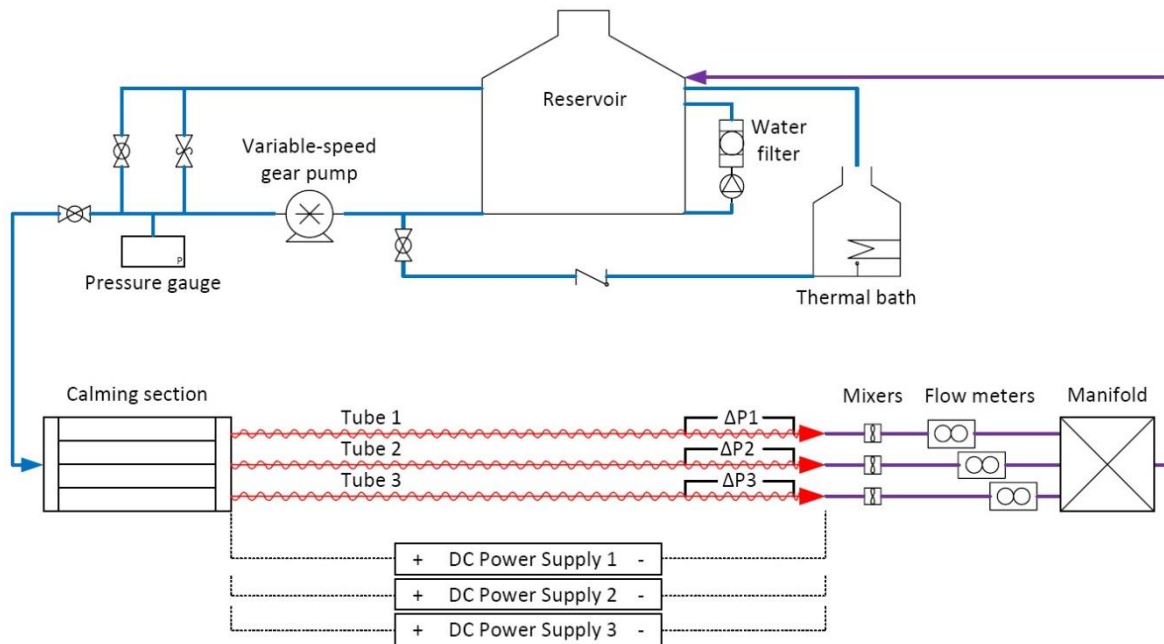 Reservoir
Water
filter
Variable-speed
gear pump
P
Pressure gauge
Thermal bath
Calming section
Mixers Flow meters Manifold
Tube 1 ΔP1
Tube 2 ΔP2
Tube 3 ΔP3
+ DC Power Supply 1 -
+ DC Power Supply 2 -
+ DC Power Supply 3 -